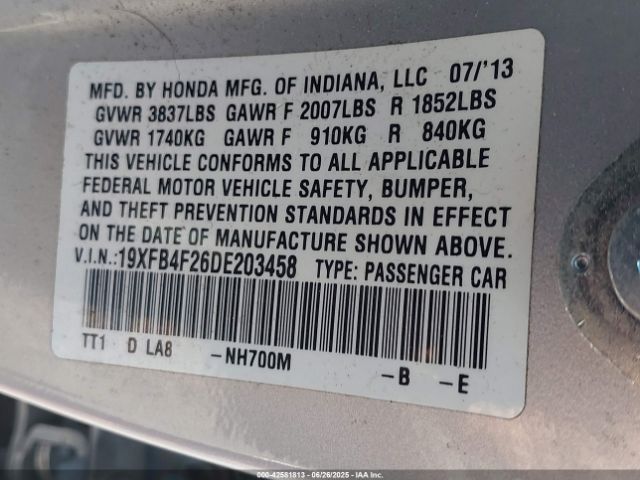 MFD. BY HONDA MFG. OF INDIANA, LLC 07/'13
GVWR 3837LBS GAWR F 2007LBS R 1852LBS
GVWR 1740KG GAWR F 910KG R 840KG
THIS VEHICLE CONFORMS TO ALL APPLICABLE
FEDERAL MOTOR VEHICLE SAFETY, BUMPER,
AND THEFT PREVENTION STANDARDS IN EFFECT
ON THE DATE OF MANUFACTURE SHOWN ABOVE.
V.I.N.:19XFB4F26DE203458 TYPE: PASSENGER CAR
TT1 D LA8 -NH700M -B -E
000-42581813 - 06/26/2025 - IAAI.COM